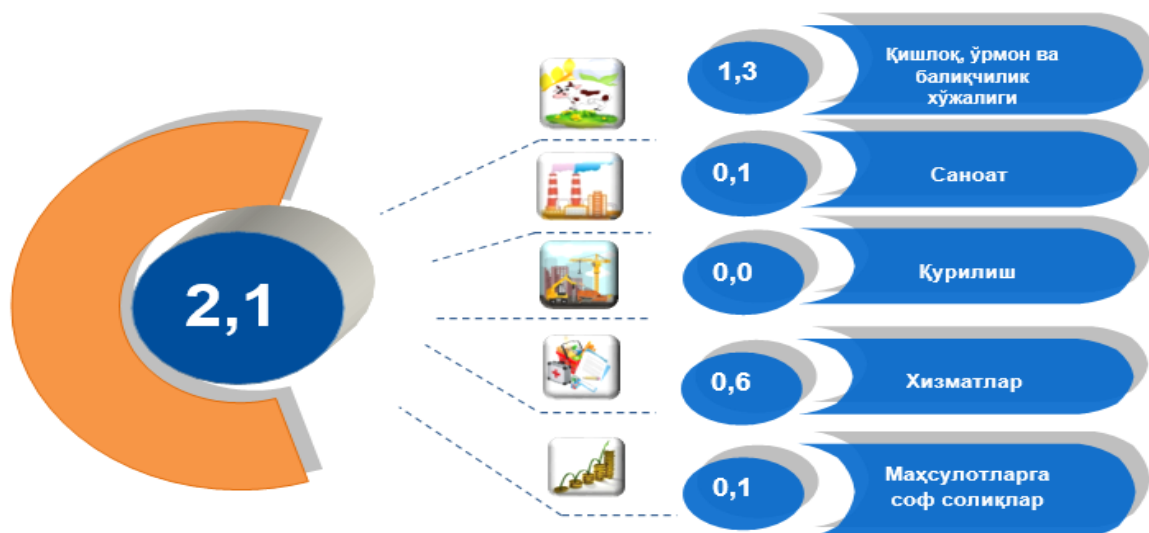 2,1
1,3
Қишлоқ, ўрмон ва
балиқчилик
хўжалиги
0,1
Саноат
0,0
Қурилиш
0,6
Хизматлар
0,1
Маҳсулотларга
соф солиқлар